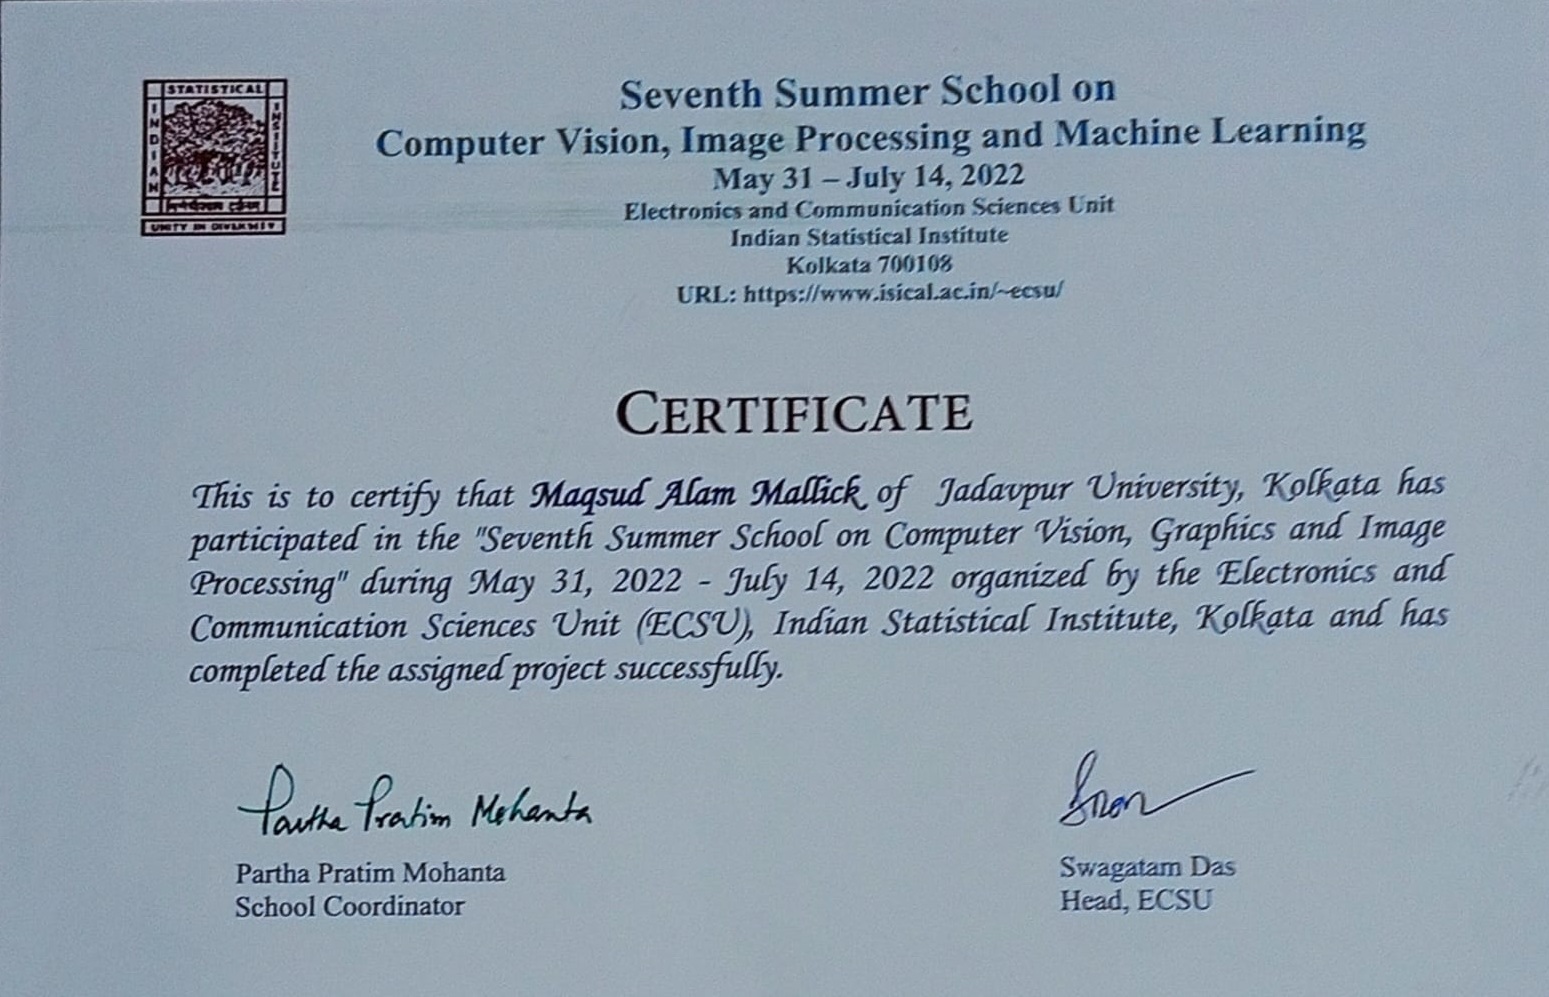 STATISTICAL
INDIAN
INSTITUTE
UNITY IN DIVERSITY
Seventh Summer School on
Computer Vision, Image Processing and Machine Learning
May 31 – July 14, 2022
Electronics and Communication Sciences Unit
Indian Statistical Institute
Kolkata 700108
URL: https://www.isical.ac.in/~ecsu/
CERTIFICATE
This is to certify that Maqsud Alam Mallick of Jadavpur University, Kolkata has
participated in the "Seventh Summer School on Computer Vision, Graphics and Image
Processing" during May 31, 2022 - July 14, 2022 organized by the Electronics and
Communication Sciences Unit (ECSU), Indian Statistical Institute, Kolkata and has
completed the assigned project successfully.
Partha Pratim Mohanta
Partha Pratim Mohanta
School Coordinator
Swagatam Das
Head, ECSU